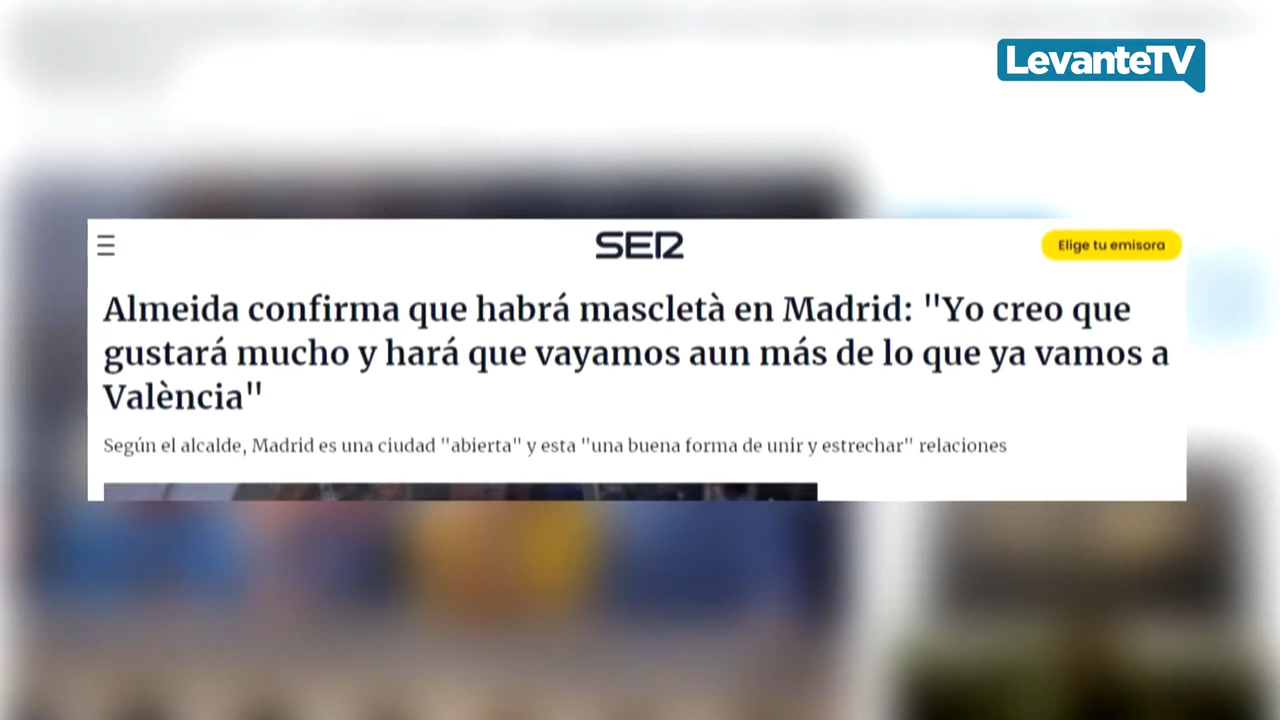 LevanteTV
SER
Elige tu emisora
Almeida confirma que habrá mascletà en Madrid: "Yo creo que
gustará mucho y hará que vayamos aun más de lo que ya vamos a
València"
Según el alcalde, Madrid es una ciudad "abierta" y esta "una buena forma de unir y estrechar" relaciones